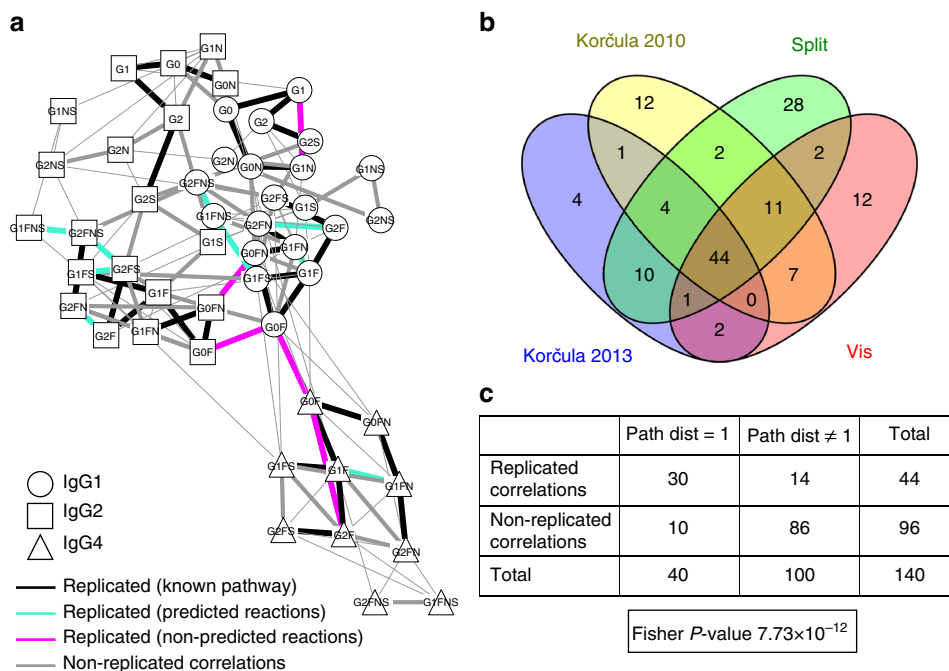 a
G1N
G1
G0
G0N
G1
G0
G1NS
G2
G2
G2S
G2N
G2N
G0N
G1N
G1NS
G2NS
G2FNS
G2FS
G2S
G1S
G2NS
G1FNS
G2FN
G2F
G1FNS
G2FNS
G1S
G0FN
G1FN
G1FS
G2FS
G1FS
G1F
G1F
G2FN
G0FN
G2F
G1FN
G0F
G0F
G0F
G0FN
G1FS
G1F
G1FN
G2FS
G2F
G2FN
G2FNS
G1FNS
IgG1
IgG2
IgG4
Replicated (known pathway)
Replicated (predicted reactions)
Replicated (non-predicted reactions)
Non-replicated correlations
b
Korčula 2010
Split
12
28
1
2
2
4
4
11
12
44
10
7
1
0
2
Korčula 2013
Vis
c
Path dist = 1 Path dist ≠ 1 Total
Replicated
correlations 30 14 44
Non-replicated
correlations 10 86 96
Total 40 100 140
Fisher P-value 7.73×10⁻¹²